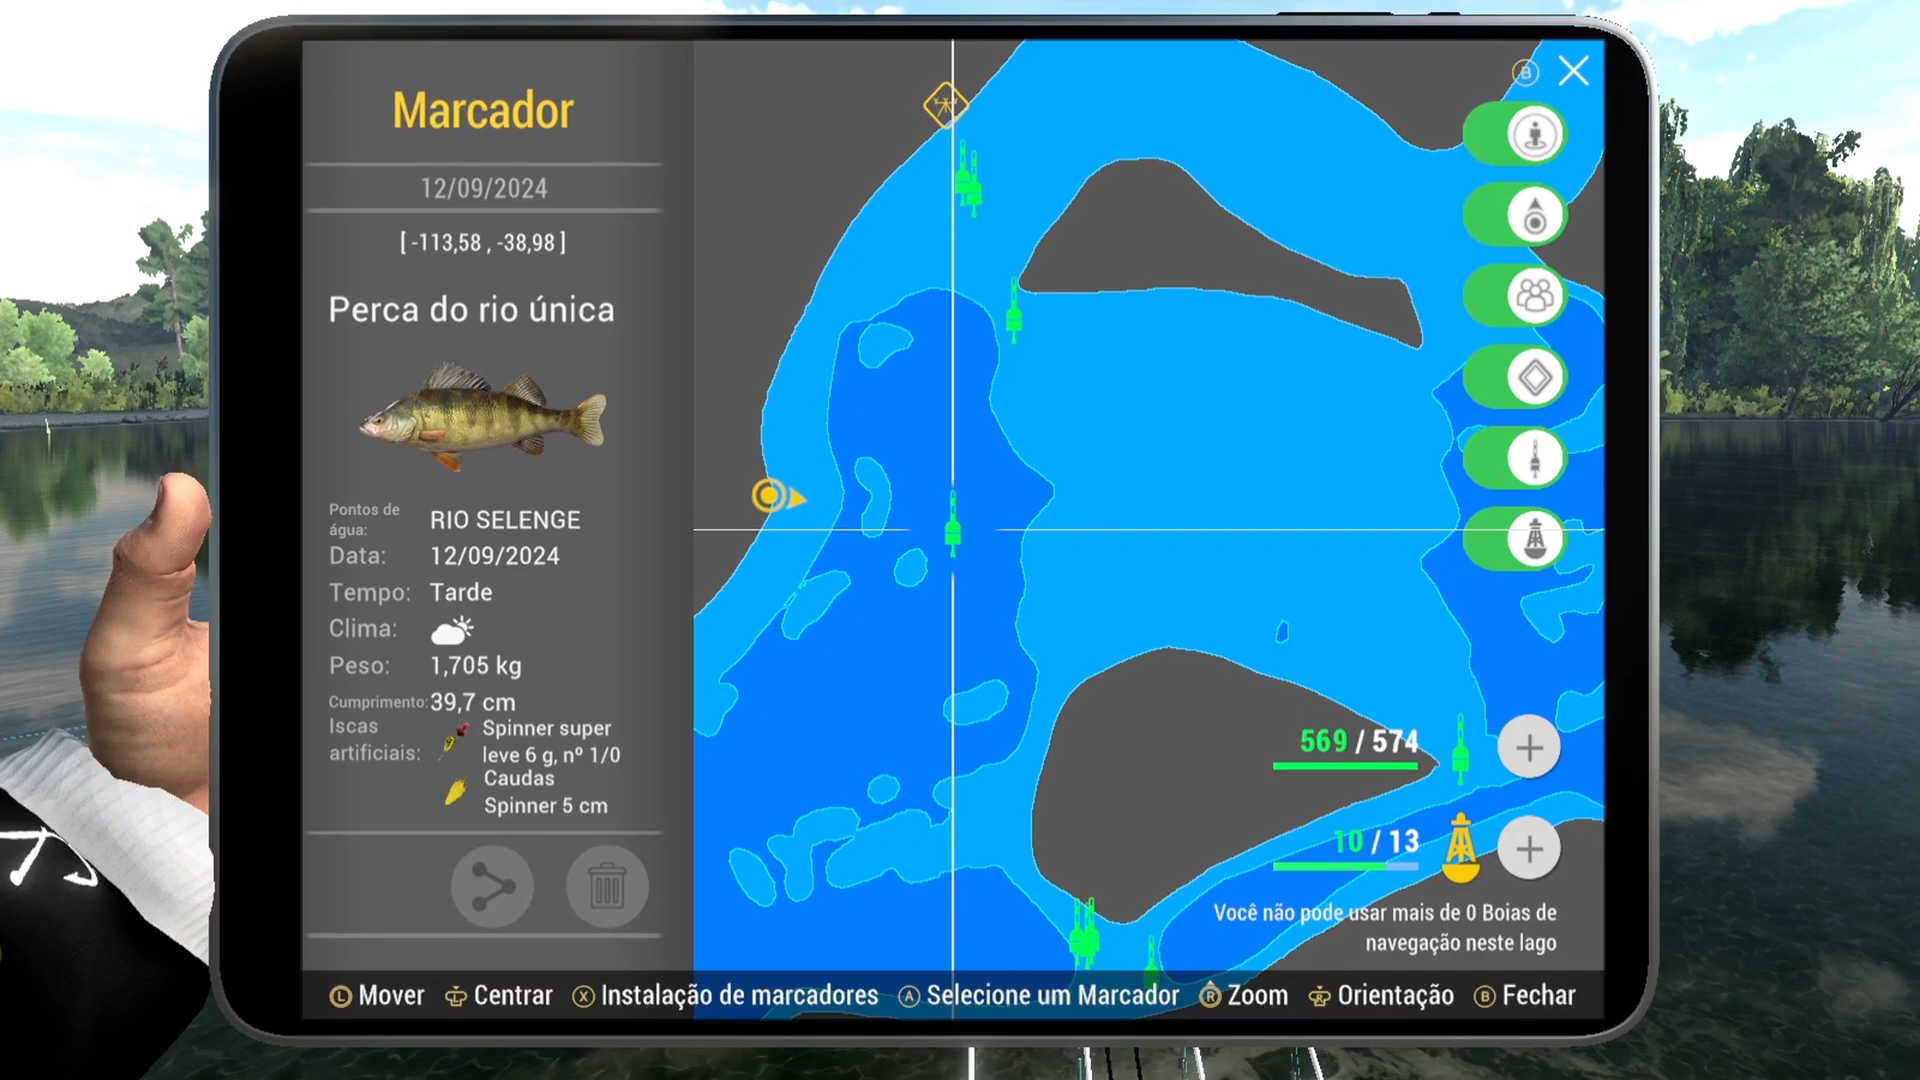 Marcador
12/09/2024
[ -113,58 , -38,98 ]
Perca do rio única
Pontos de
água: RIO SELENGE
Data: 12/09/2024
Tempo: Tarde
Clima:
Peso: 1,705 kg
Cumprimento: 39,7 cm
Iscas
artificiais:
Spinner super
leve 6 g, nº 1/0
Caudas
Spinner 5 cm
B
569 / 574
10 / 13
Você não pode usar mais de 0 Boias de
navegação neste lago
L Mover L Centrar X Instalação de marcadores A Selecione um Marcador R Zoom R Orientação B Fechar